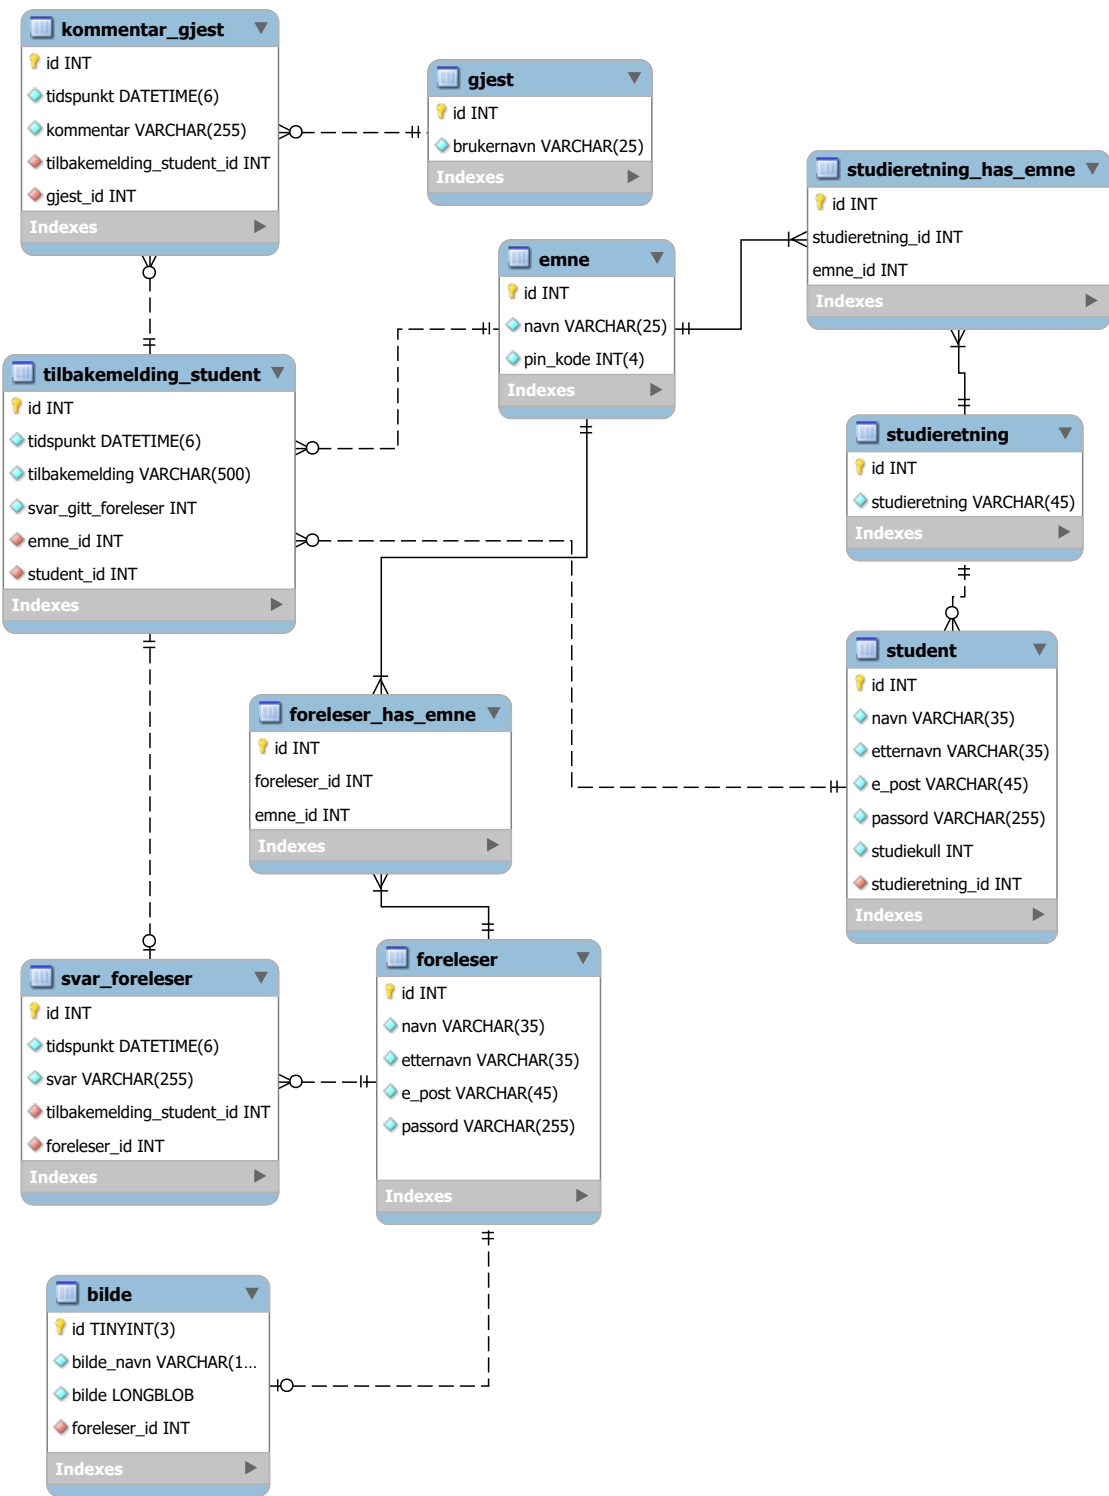 kommentar_gjest
id INT
tidspunkt DATETIME(6)
kommentar VARCHAR(255)
tilbakemelding_student_id INT
gjest_id INT
Indexes
gjest
id INT
brukernavn VARCHAR(25)
Indexes
studieretning_has_emne
id INT
studieretning_id INT
emne_id INT
Indexes
emne
id INT
navn VARCHAR(25)
pin_kode INT(4)
Indexes
tilbakemelding_student
id INT
tidspunkt DATETIME(6)
tilbakemelding VARCHAR(500)
svar_gitt_foreleser INT
emne_id INT
student_id INT
Indexes
studieretning
id INT
studieretning VARCHAR(45)
Indexes
student
id INT
navn VARCHAR(35)
etternavn VARCHAR(35)
e_post VARCHAR(45)
passord VARCHAR(255)
studiekull INT
studieretning_id INT
Indexes
foreleser_has_emne
id INT
foreleser_id INT
emne_id INT
Indexes
svar_foreleser
id INT
tidspunkt DATETIME(6)
svar VARCHAR(255)
tilbakemelding_student_id INT
foreleser_id INT
Indexes
foreleser
id INT
navn VARCHAR(35)
etternavn VARCHAR(35)
e_post VARCHAR(45)
passord VARCHAR(255)
Indexes
bilde
id TINYINT(3)
bilde_navn VARCHAR(1...
bilde LONGBLOB
foreleser_id INT
Indexes